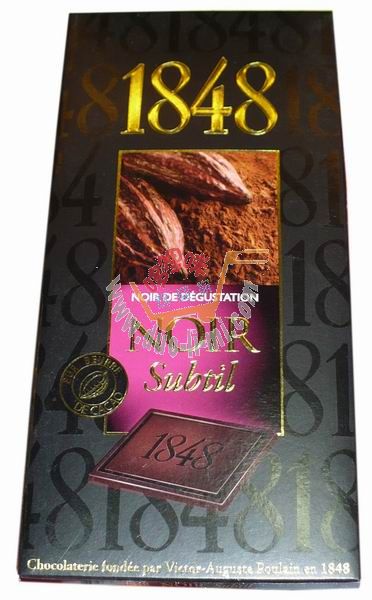 1848
NOIR DE DÉGUSTATION
NOIR
Subtil
PUR BEURRE
DE CACAO
1848
Chocolaterie fondée par Victor-Auguste Poulain en 1848